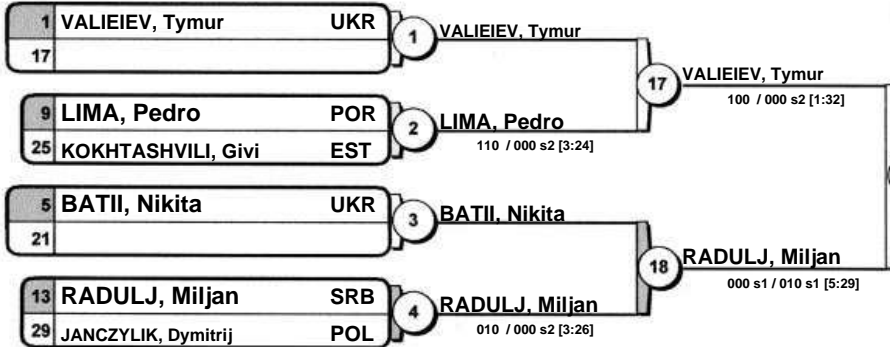 1 VALIEIEV, Tymur UKR
17
1
VALIEIEV, Tymur
9 LIMA, Pedro POR
25 KOKHTASHVILI, Givi EST
2
LIMA, Pedro
110 / 000 s2 [3:24]
17
VALIEIEV, Tymur
100 / 000 s2 [1:32]
5 BATII, Nikita UKR
21
3
BATII, Nikita
13 RADULJ, Miljan SRB
29 JANCZYLIK, Dymitrij POL
4
RADULJ, Miljan
010 / 000 s2 [3:26]
18
RADULJ, Miljan
000 s1 / 010 s1 [5:29]